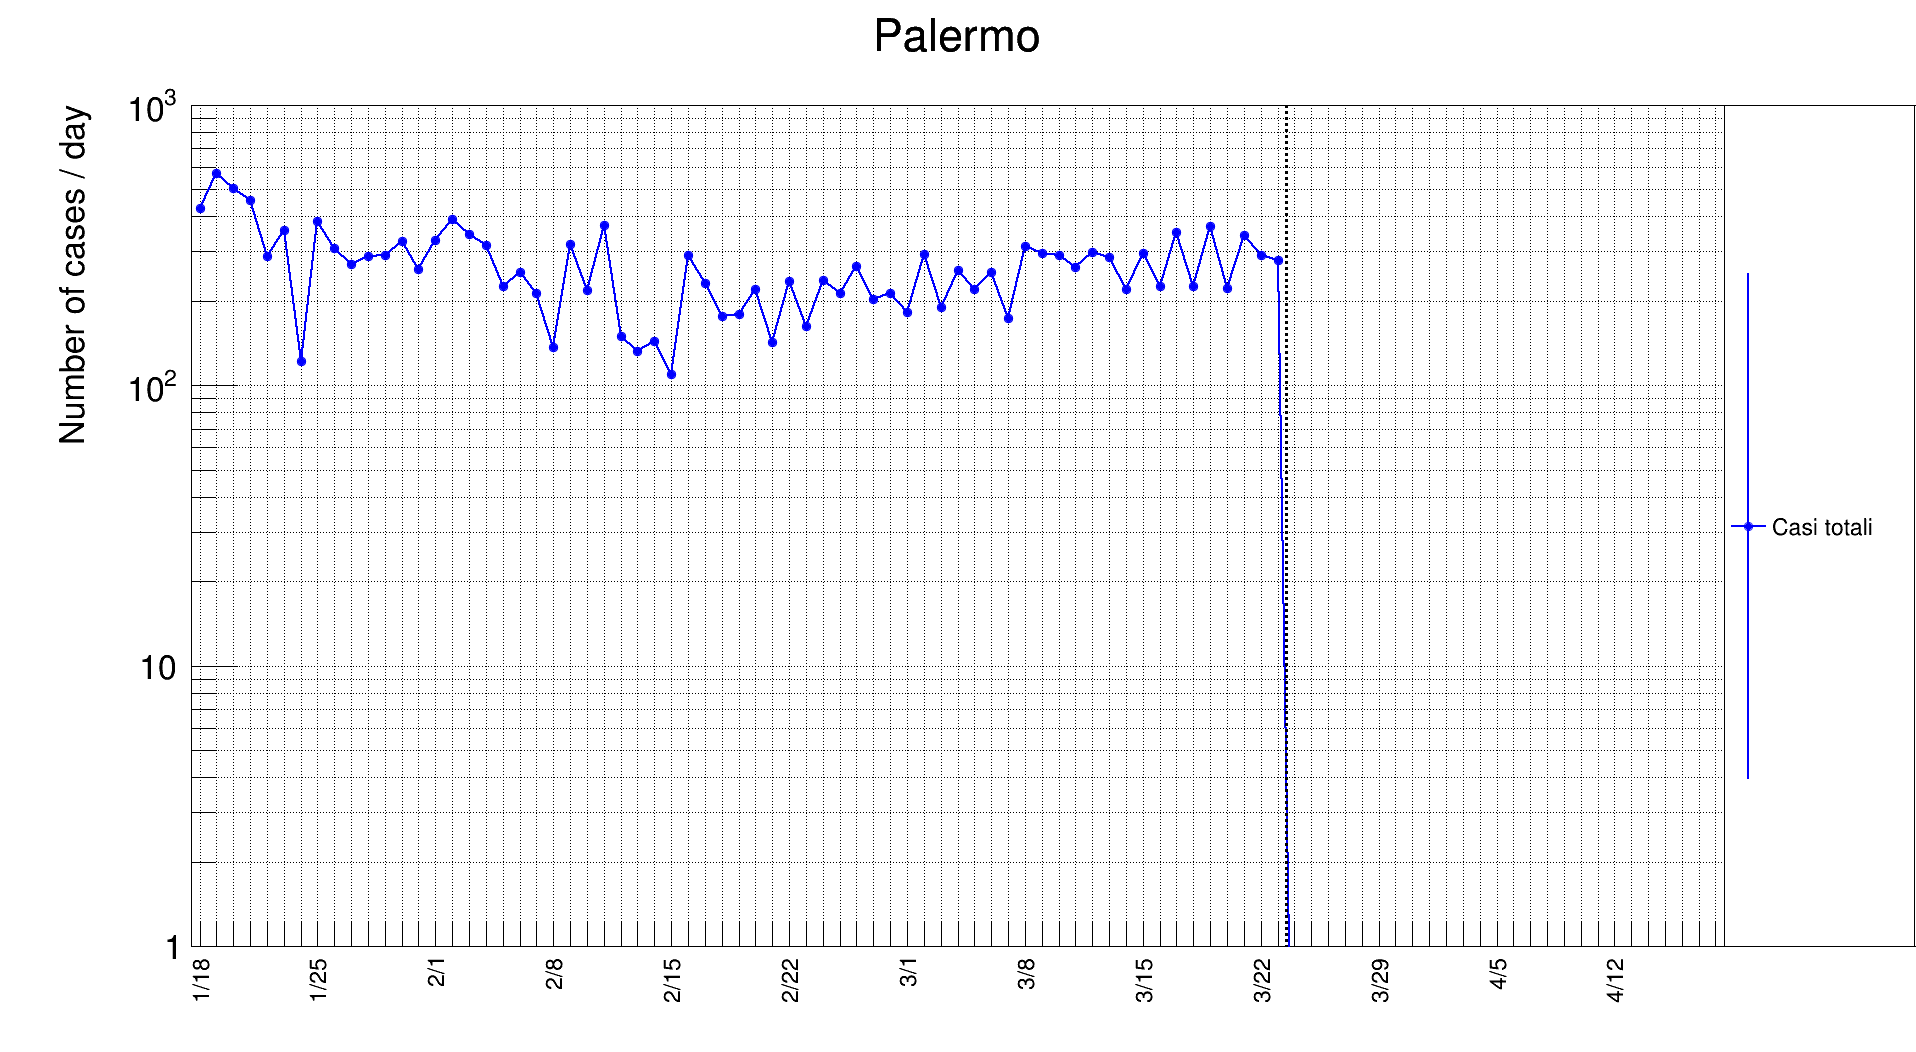 Palermo
Number of cases / day
10³
10²
10
1
1/18 1/25 2/1 2/8 2/15 2/22 3/1 3/8 3/15 3/22 3/29 4/5 4/12
Casi totali